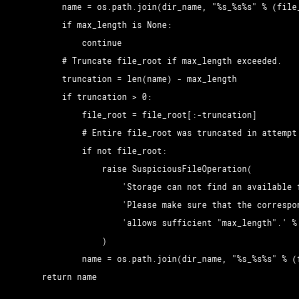 name = os.path.join(dir_name, "%s_%s%s" % (file_
if max_length is None:
continue
# Truncate file_root if max_length exceeded.
truncation = len(name) - max_length
if truncation > 0:
file_root = file_root[:-truncation]
# Entire file_root was truncated in attempt
if not file_root:
raise SuspiciousFileOperation(
'Storage can not find an available f
'Please make sure that the correspon
'allows sufficient "max_length".' %
)
name = os.path.join(dir_name, "%s_%s%s" % (f
return name